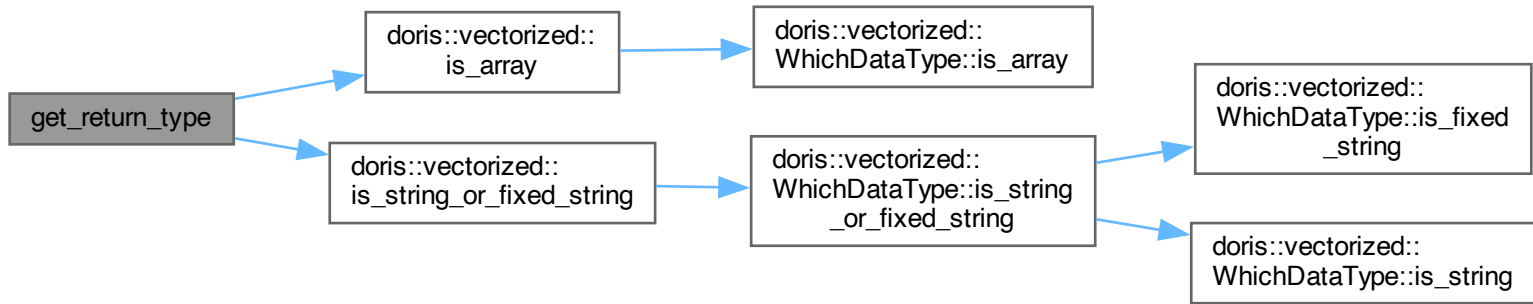 get_return_type
doris::vectorized::
is_array
doris::vectorized::
WhichDataType::is_array
doris::vectorized::
is_string_or_fixed_string
doris::vectorized::
WhichDataType::is_string
_or_fixed_string
doris::vectorized::
WhichDataType::is_fixed
_string
doris::vectorized::
WhichDataType::is_string